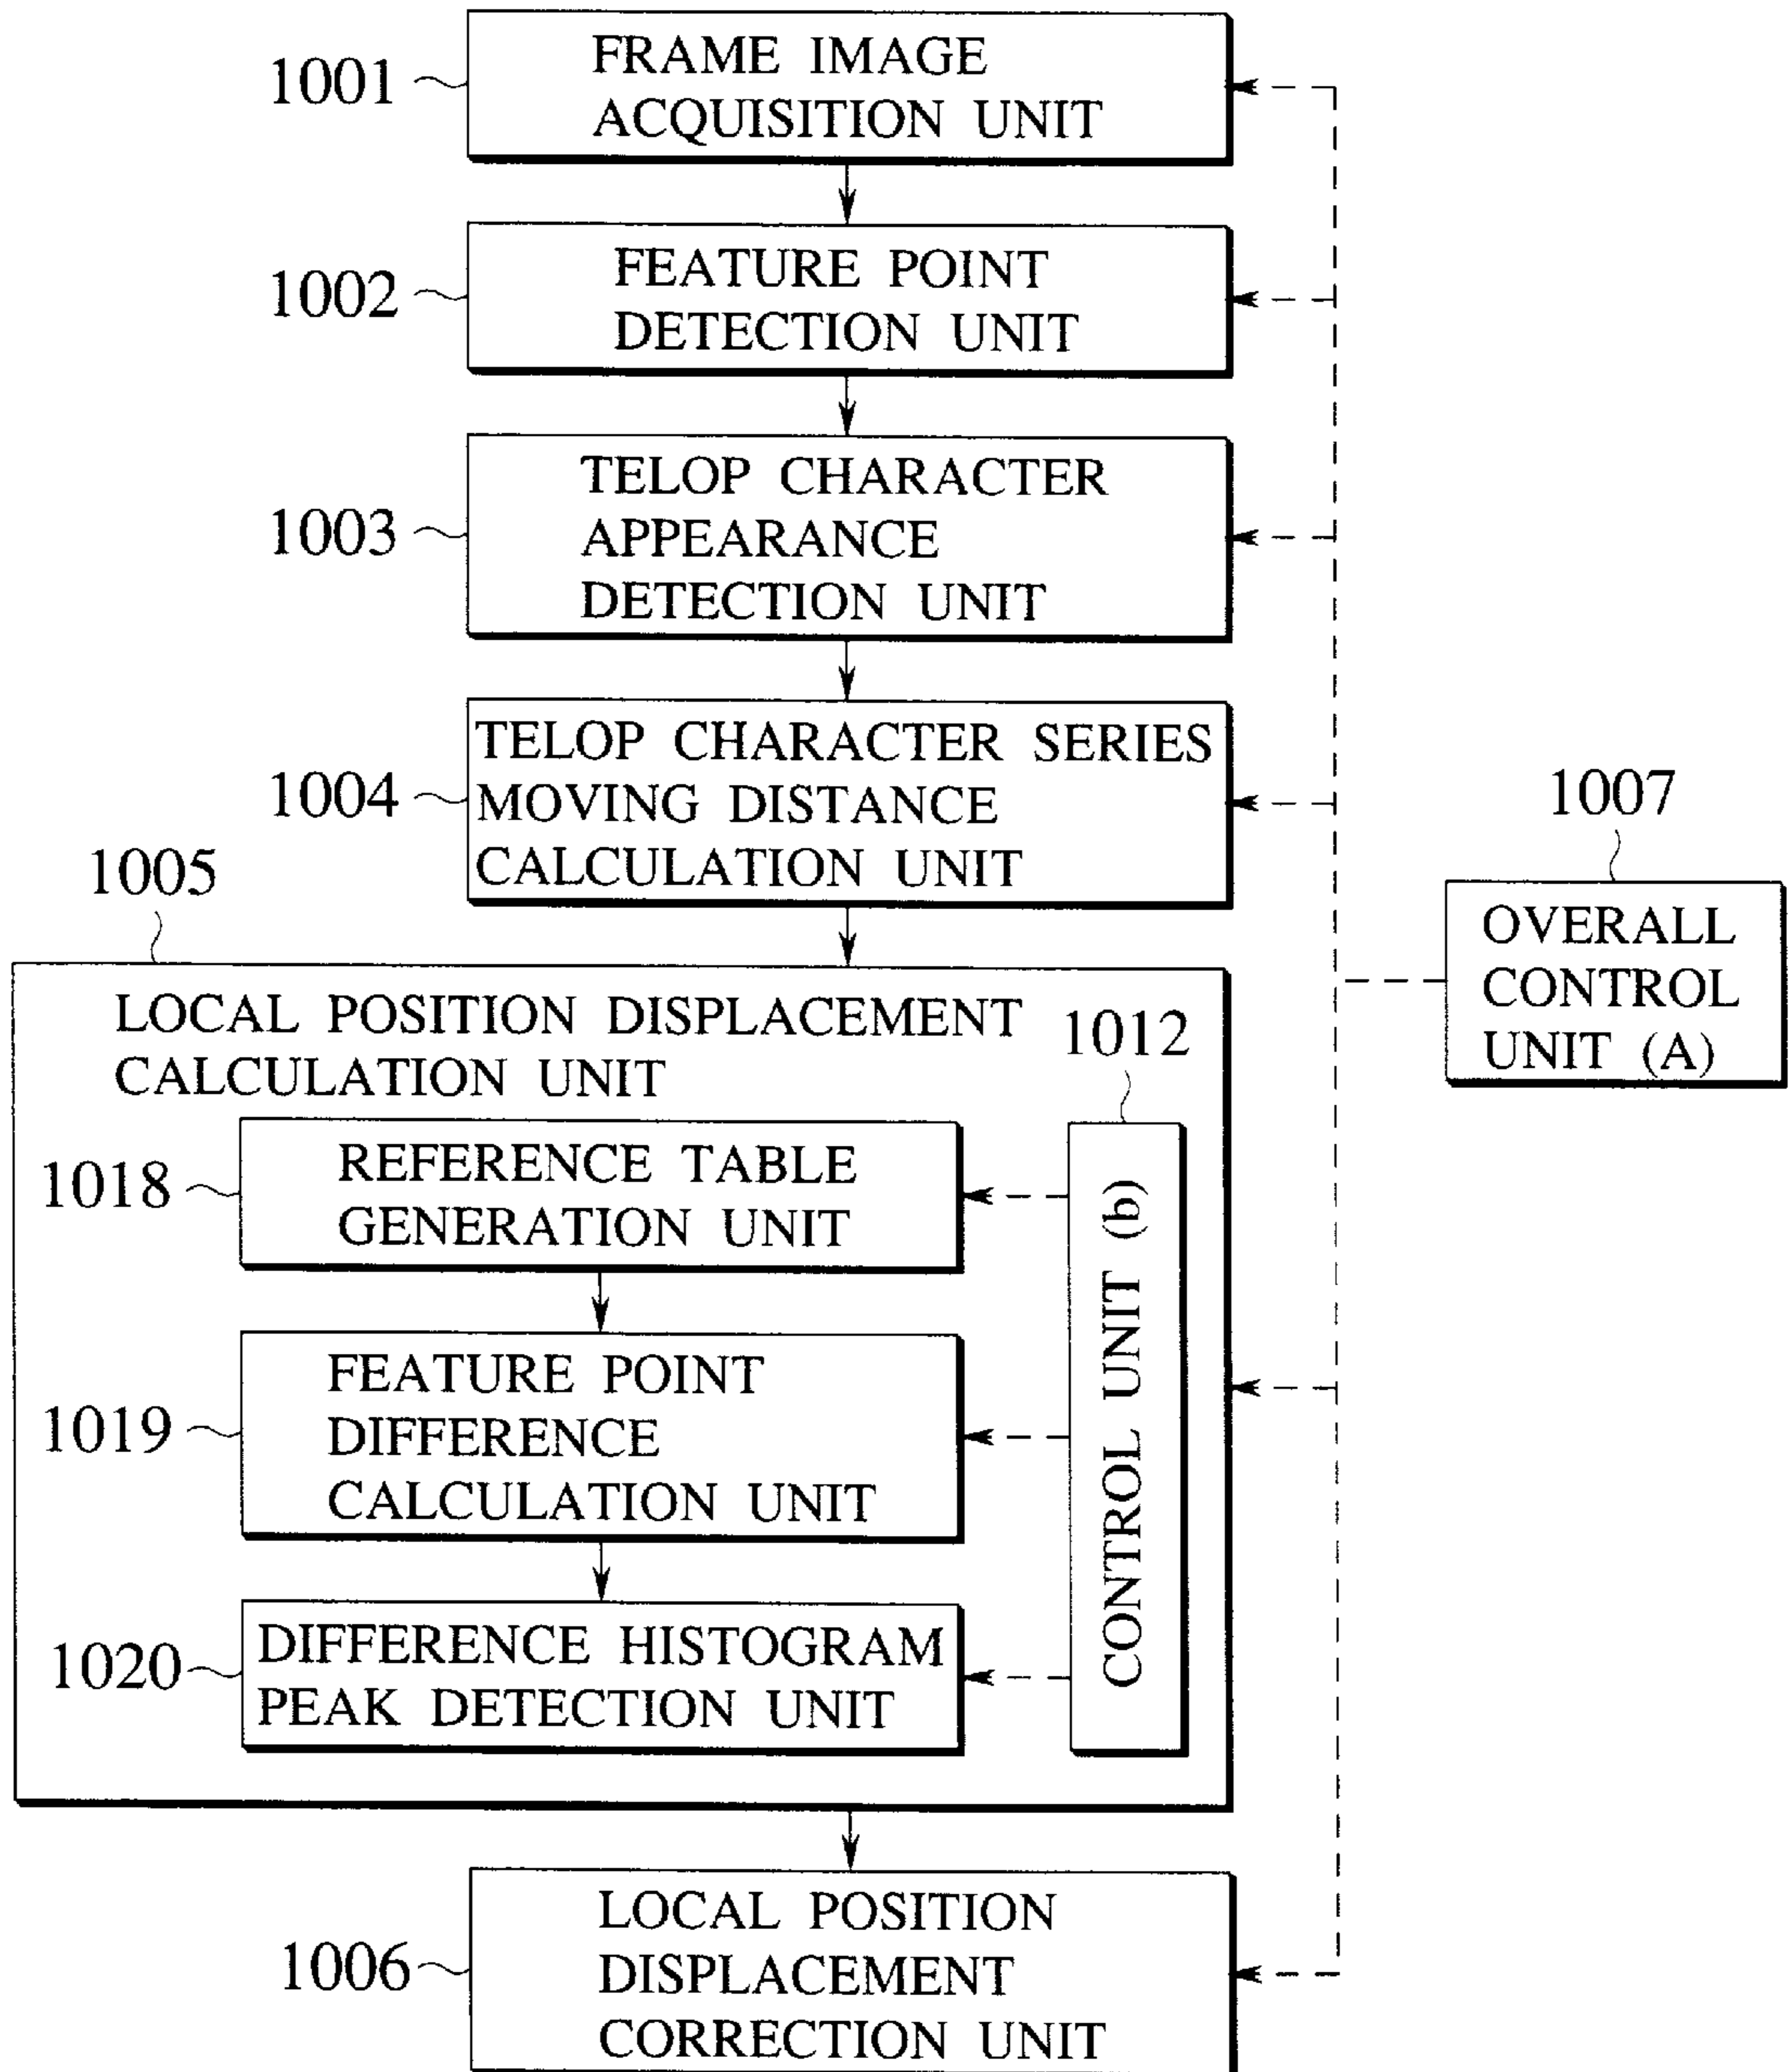 FRAME IMAGE
ACQUISITION UNIT
1001
FEATURE POINT
DETECTION UNIT
1002
TELOP CHARACTER
APPEARANCE
DETECTION UNIT
1003
TELOP CHARACTER SERIES
MOVING DISTANCE
CALCULATION UNIT
1004
1007
OVERALL
CONTROL
UNIT (A)
1005
LOCAL POSITION DISPLACEMENT
CALCULATION UNIT
1012
CONTROL UNIT (b)
REFERENCE TABLE
GENERATION UNIT
1018
FEATURE POINT
DIFFERENCE
CALCULATION UNIT
1019
DIFFERENCE HISTOGRAM
PEAK DETECTION UNIT
1020
LOCAL POSITION
DISPLACEMENT
CORRECTION UNIT
1006